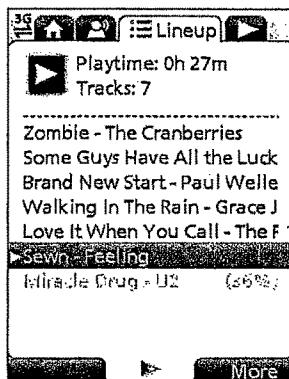 3G
Lineup
Playtime: 0h 27m
Tracks: 7
Zombie - The Cranberries
Some Guys Have All the Luck
Brand New Start - Paul Welle
Walking In The Rain - Grace J
Love It When You Call - The F
Sewn - Feeling
Miracle Drug - U2
More